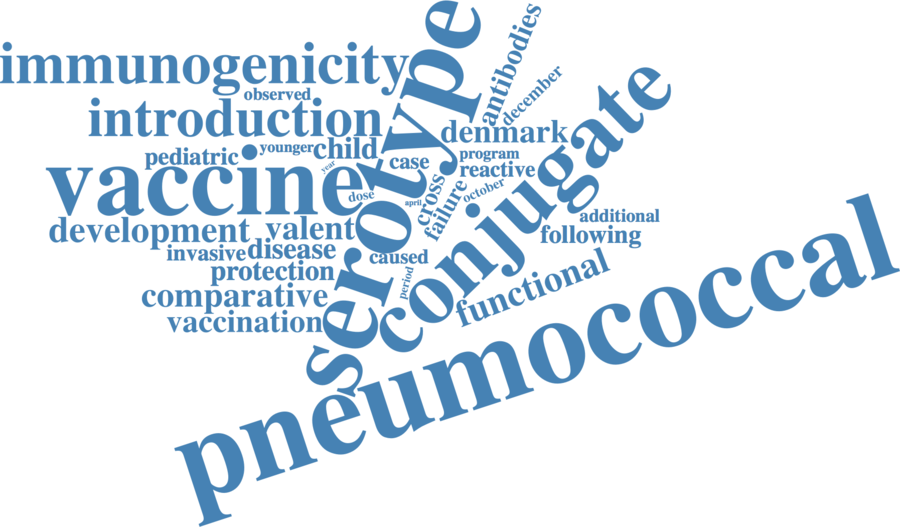 immunogenicity
observed
introduction
pediatric
younger
child
year
vaccine
dose
development
valent
invasive
disease
protection
comparative
vaccination
serotype
case
april
cross
failure
caused
period
antibodies
december
denmark
program
reactive
october
conjugate
additional
following
functional
pneumococcal